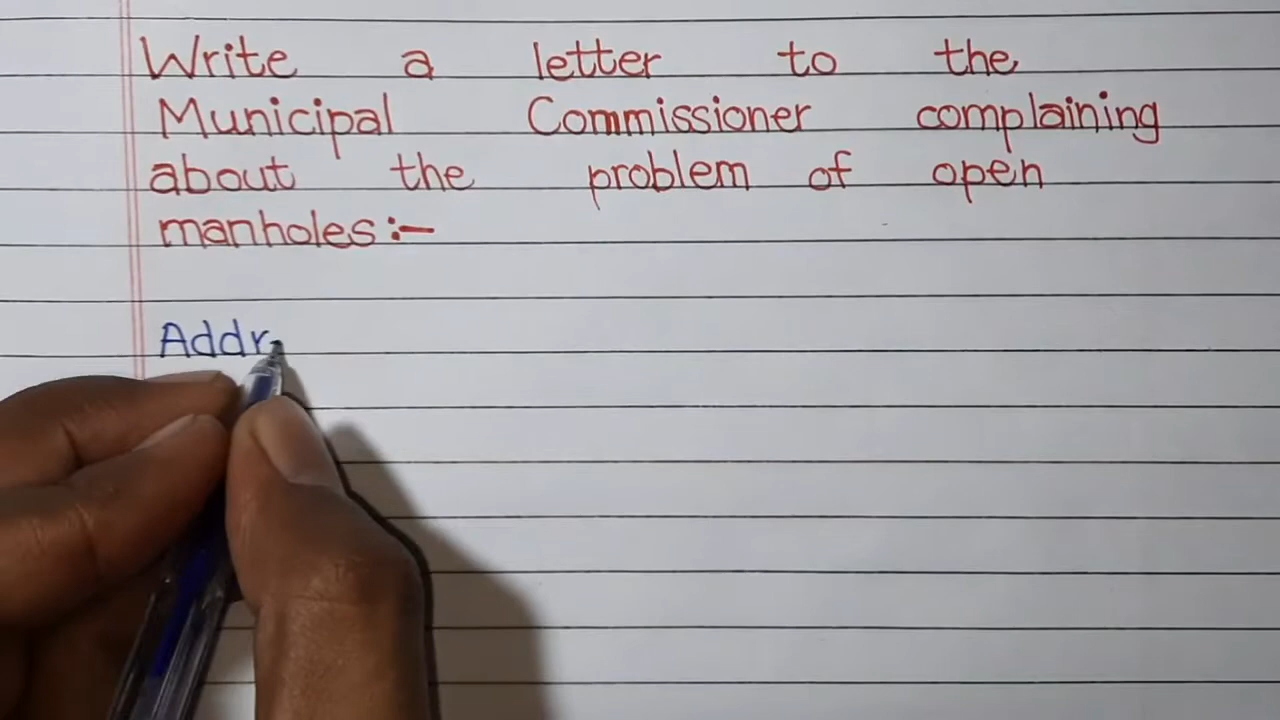 Write a letter to the
Municipal Commissioner complaining
about the problem of open
manholes:-
Addr